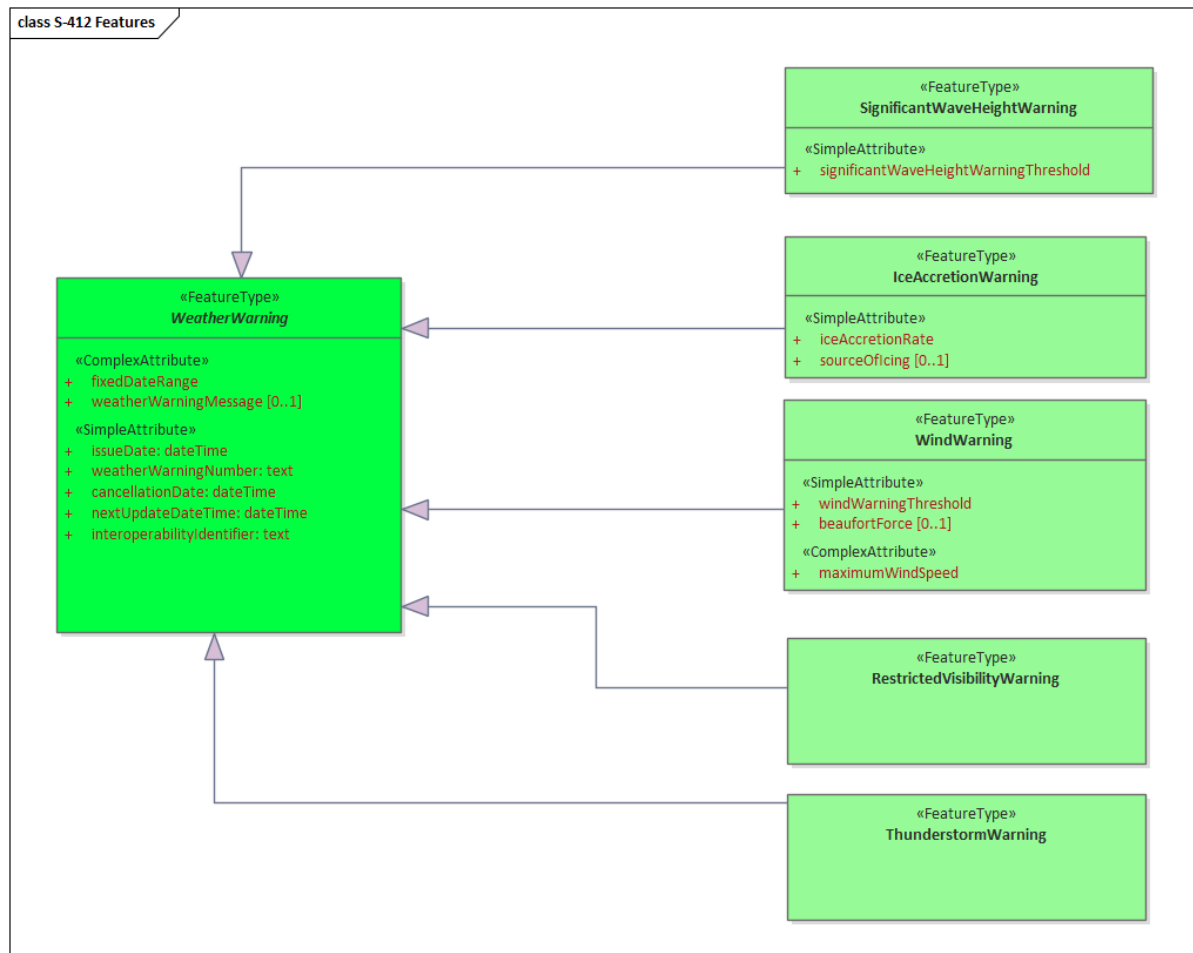 class S-412 Features
«FeatureType»
SignificantWaveHeightWarning
«SimpleAttribute»
+ significantWaveHeightWarningThreshold
«FeatureType»
IceAccretionWarning
«SimpleAttribute»
+ iceAccretionRate
+ sourceOfIcing [0..1]
«FeatureType»
WeatherWarning
«ComplexAttribute»
+ fixedDateRange
+ weatherWarningMessage [0..1]
«SimpleAttribute»
+ issueDate: dateTime
+ weatherWarningNumber: text
+ cancellationDate: dateTime
+ nextUpdateDateTime: dateTime
+ interoperabilityIdentifier: text
«FeatureType»
WindWarning
«SimpleAttribute»
+ windWarningThreshold
+ beaufortForce [0..1]
«ComplexAttribute»
+ maximumWindSpeed
«FeatureType»
RestrictedVisibilityWarning
«FeatureType»
ThunderstormWarning